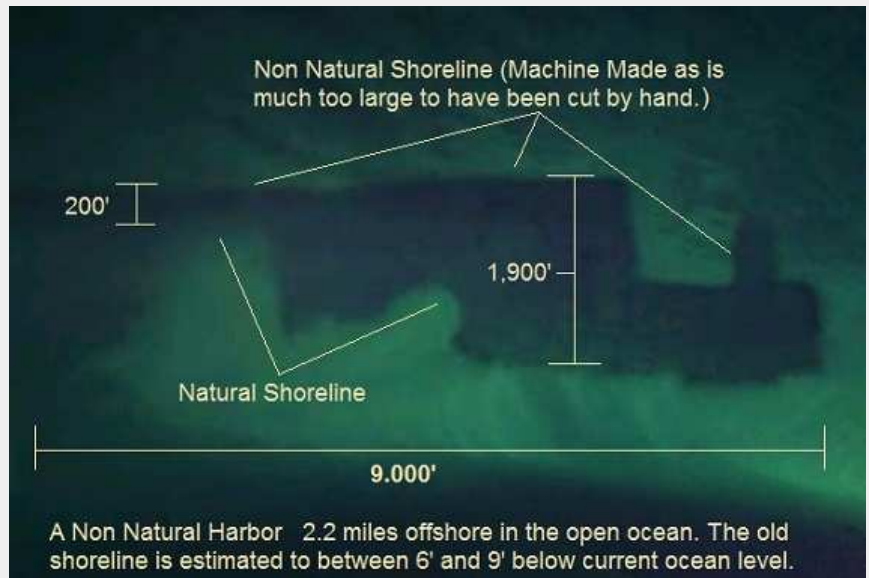 Non Natural Shoreline (Machine Made as is
much too large to have been cut by hand.)
200'
1,900'
Natural Shoreline
9.000'
A Non Natural Harbor 2.2 miles offshore in the open ocean. The old
shoreline is estimated to between 6' and 9' below current ocean level.